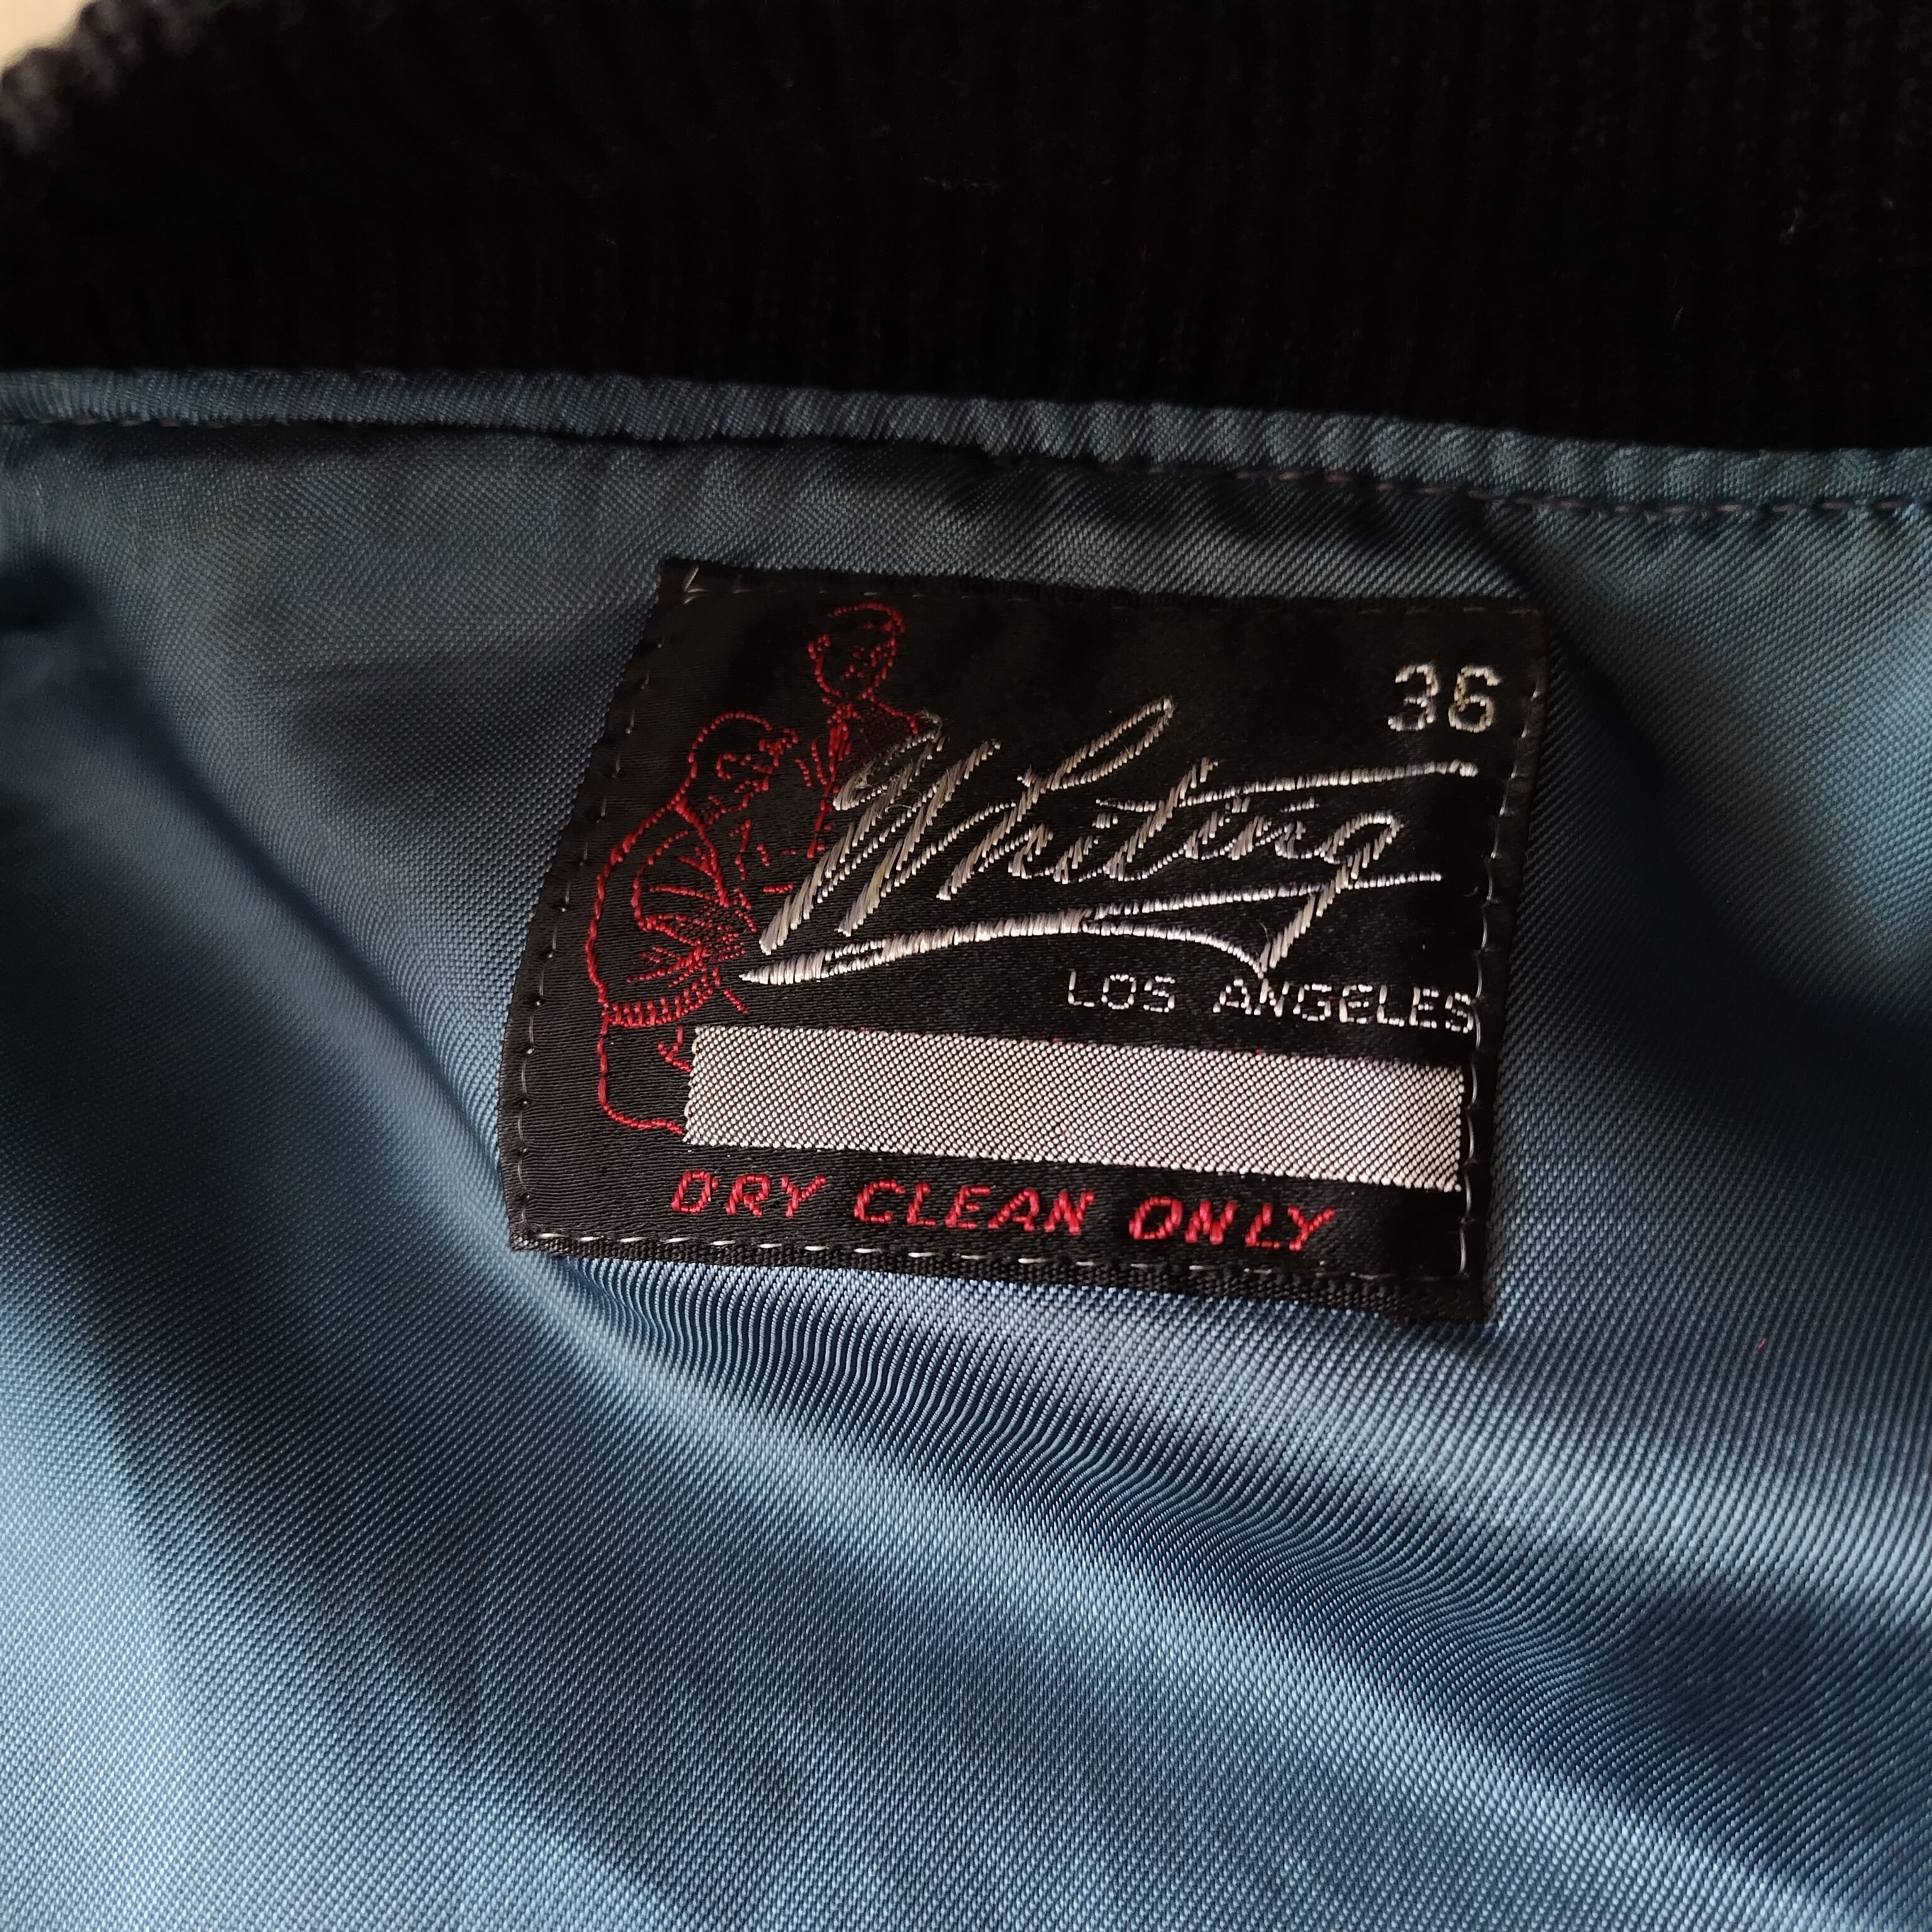 36
Whiting
LOS ANGELES
DRY CLEAN ONLY